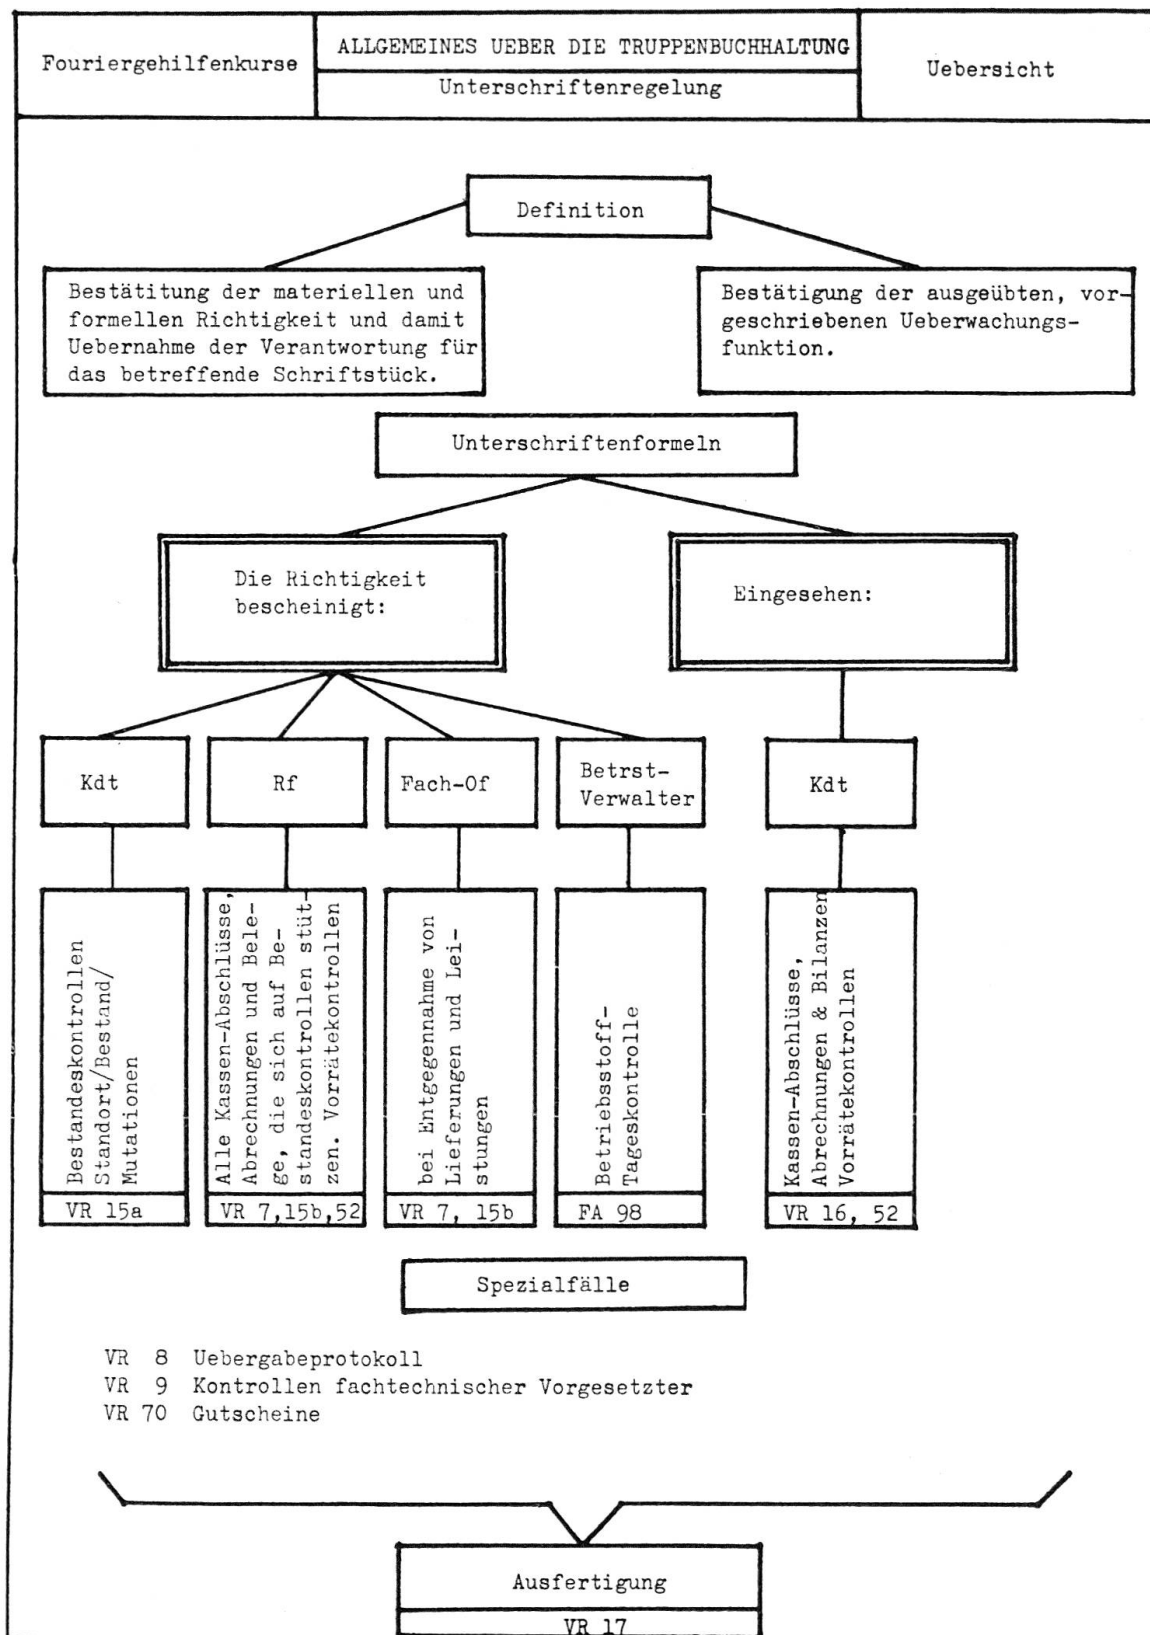 Fouriergehilfenkurse
ALLGEMEINES UEBER DIE TRUPPENBUCHHALTUNG
Unterschriftenregelung
Uebersicht
Definition
Bestätitung der materiellen und
formellen Richtigkeit und damit
Uebernahme der Verantwortung für
das betreffende Schriftstück.
Bestätigung der ausgeübten, vor-
geschriebenen Ueberwachungs-
funktion.
Unterschriftenformeln
Die Richtigkeit
bescheinigt:
Eingesehen:
Kdt
Rf
Fach-Of
Betrst-
Verwalter
Kdt
Bestandeskontrollen
Standort/Bestand/
Mutationen
VR 15a
Alle Kassen-Abschlüsse,
Abrechnungen und Bele-
ge, die sich auf Be-
standeskontrollen stüt-
zen. Vorrätekontrollen
VR 7,15b,52
bei Entgegennahme von
Lieferungen und Lei-
stungen
VR 7, 15b
Betriebsstoff-
Tageskontrolle
FA 98
Kassen-Abschlüsse,
Abrechnungen & Bilanzen
Vorrätekontrollen
VR 16, 52
Spezialfälle
VR 8 Uebergabeprotokoll
VR 9 Kontrollen fachtechnischer Vorgesetzter
VR 70 Gutscheine
Ausfertigung
VR 17